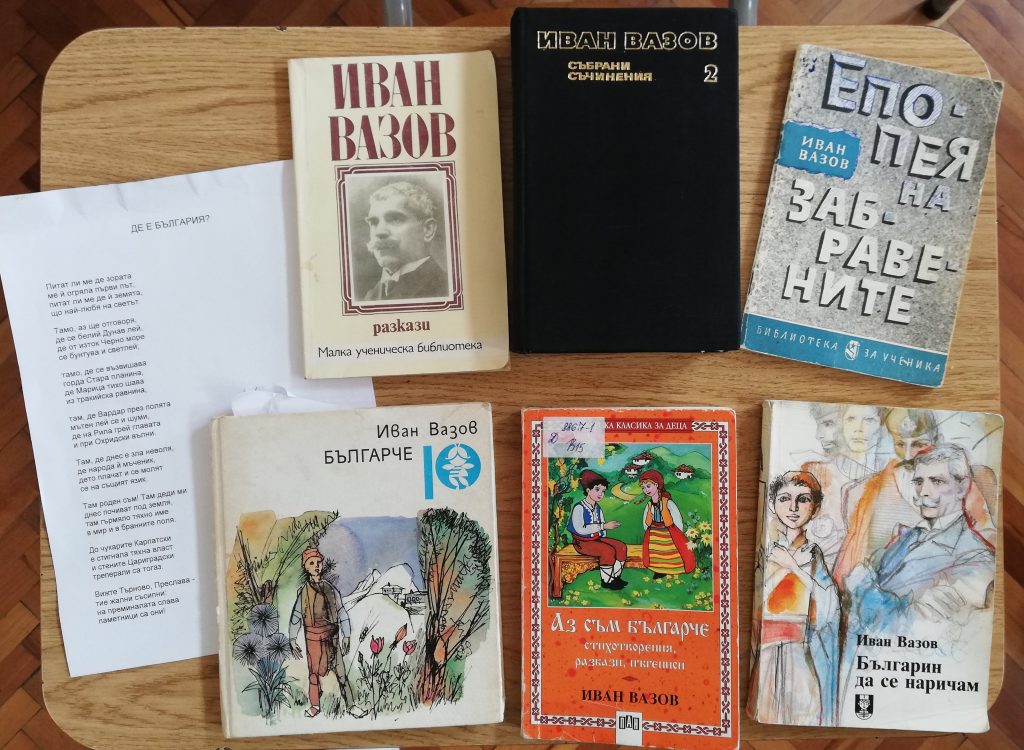 ДЕ Е БЪЛГАРИЯ?
Питат ли ме де зората
ме й огряла първи път,
питат ли ме де й земята,
що най-любя на светът.
Тамо, аз ще отговоря,
де се белий Дунав лей,
де от изток Черно море
се бунтува и светлей;
тамо, де се възвишава
горда Стара планина,
де Марица тихо шава
из тракийска равнина,
там, де Вардар през полята
мътен лей се и шуми,
де на Рила грей главата
и при Охридски вълни.
Там, де днес е зла неволя,
де народа й мъченик,
дето плачат и се молят
се на същият язик.
Там роден съм! Там деди ми
днес почиват под земля,
там гърмяло тяхно име
в мир и в бранните поля.
До чукарите Карпатски
е стигнала тяхна власт
и стените Цариградски
треперали са тогаз.
Вижте Търново, Преслава -
тие жални съсипни:
на преминалата слава
паметници са они!
ИВАН
ВАЗОВ
разкази
Малка ученическа библиотека
ИВАН ВАЗОВ
СЪБРАНИ
СЪЧИНЕНИЯ 2
ЕПО-
ПЕЯ
НА
ЗАБ-
РАВЕ-
НИТЕ
ИВАН
ВАЗОВ
БИБЛИОТЕКА ЗА УЧЕНИКА
Иван Вазов
БЪЛГАРЧЕ
КА КЛАСИКА ЗА ДЕЦА
Аз съм българче
стихотворения,
разкази, пътеписи
ИВАН ВАЗОВ
ПАН
Иван Вазов
Българин
да се наричам